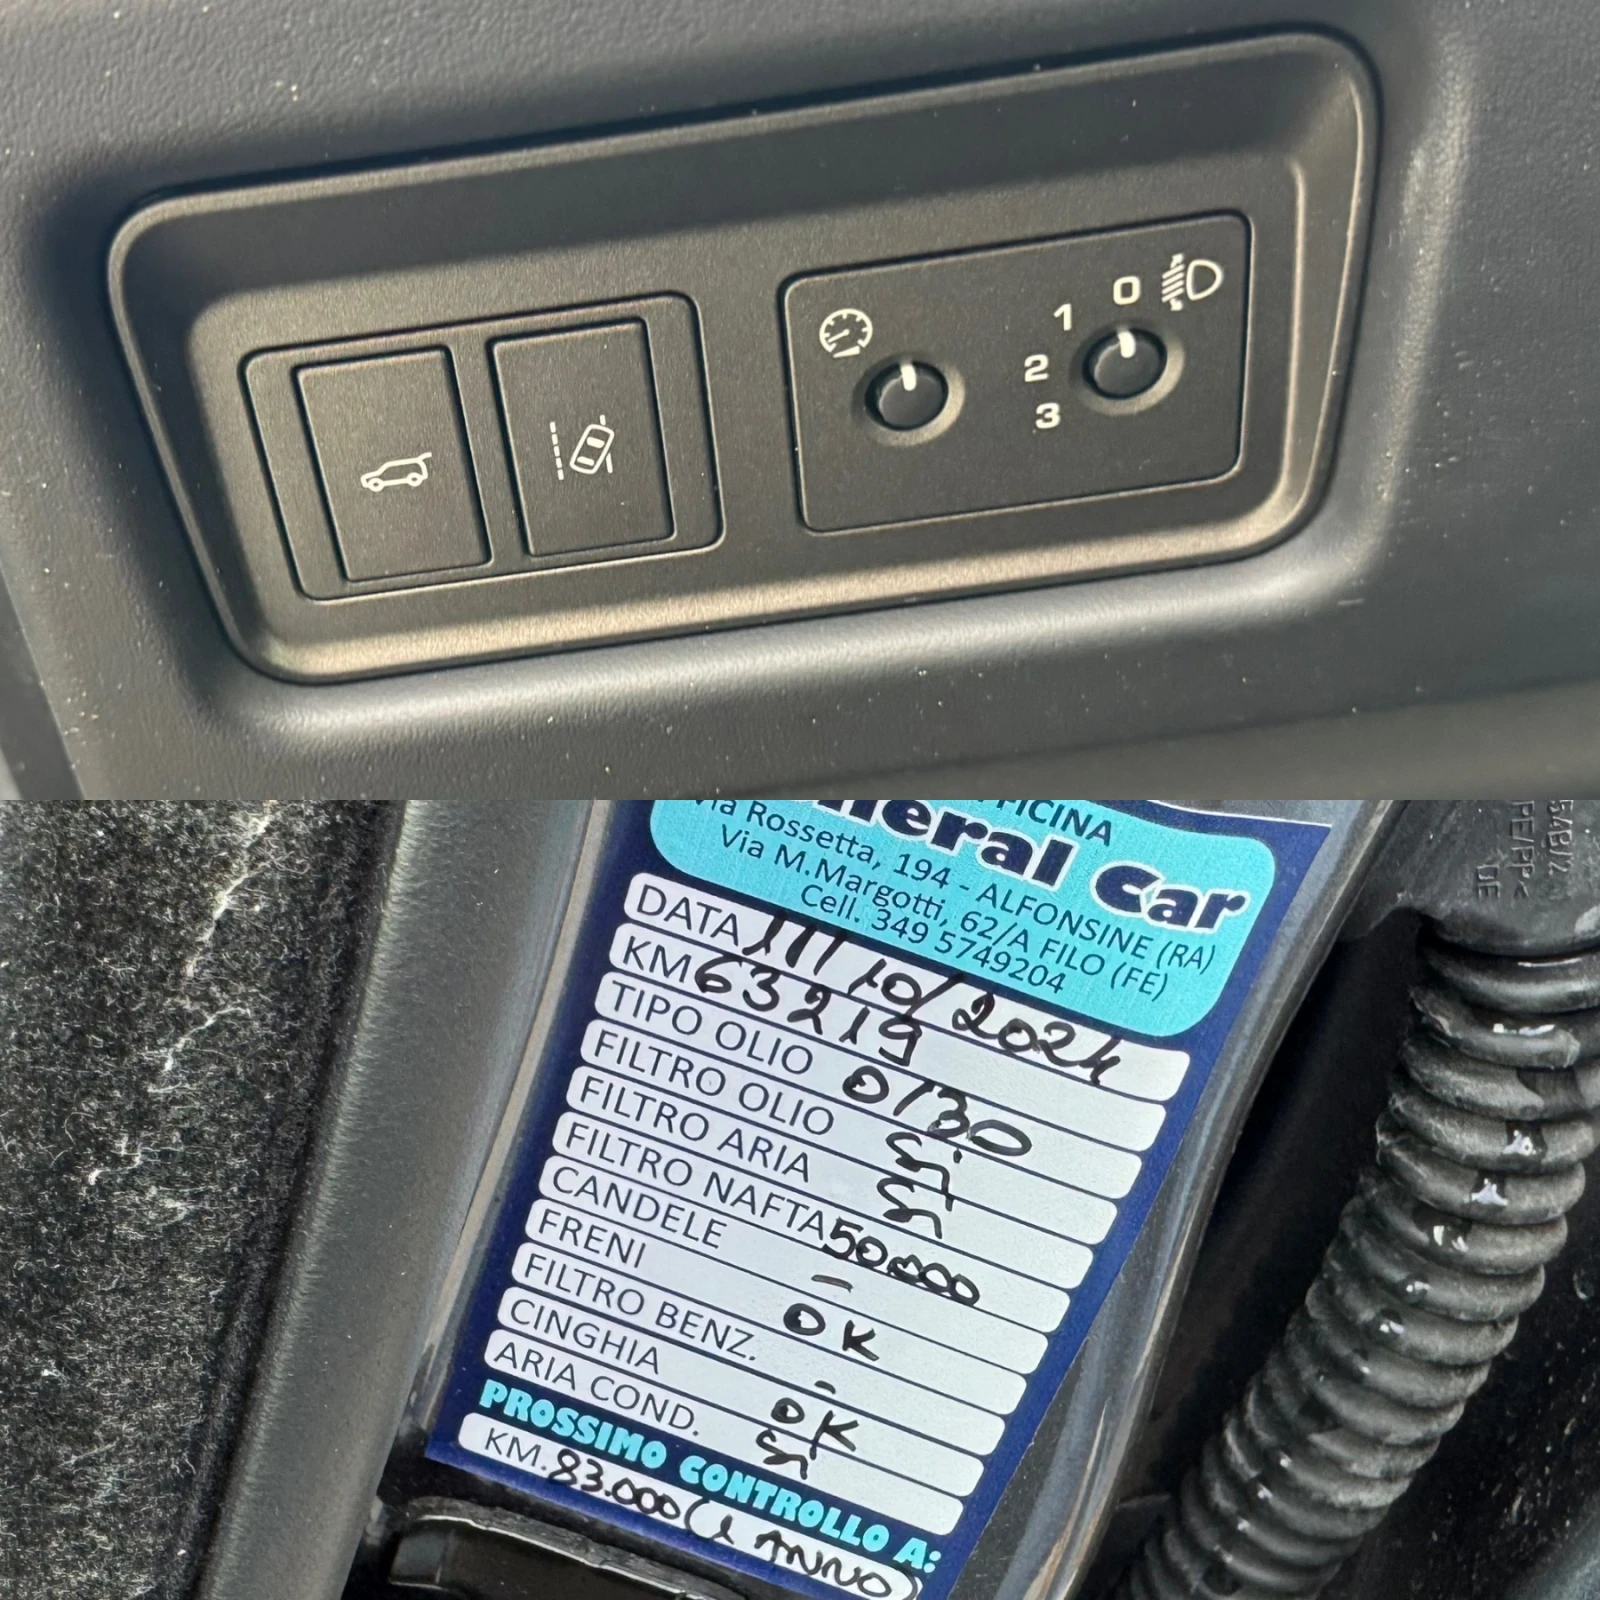 0
1
2
3
FFICINA
neral Car
Via Rossetta, 194 - ALFONSINE (RA)
Via M.Margotti, 62/A FILO (FE)
Cell. 349 5749204
DATA 11/10/2024
KM 63219
TIPO OLIO 0/30
FILTRO OLIO Si
FILTRO ARIA Si
FILTRO NAFTA 50.000
CANDELE -
FRENI OK
FILTRO BENZ. -
CINGHIA OK
ARIA COND. Si
PROSSIMO CONTROLLO A:
KM. 83.000 (1 ANNO)